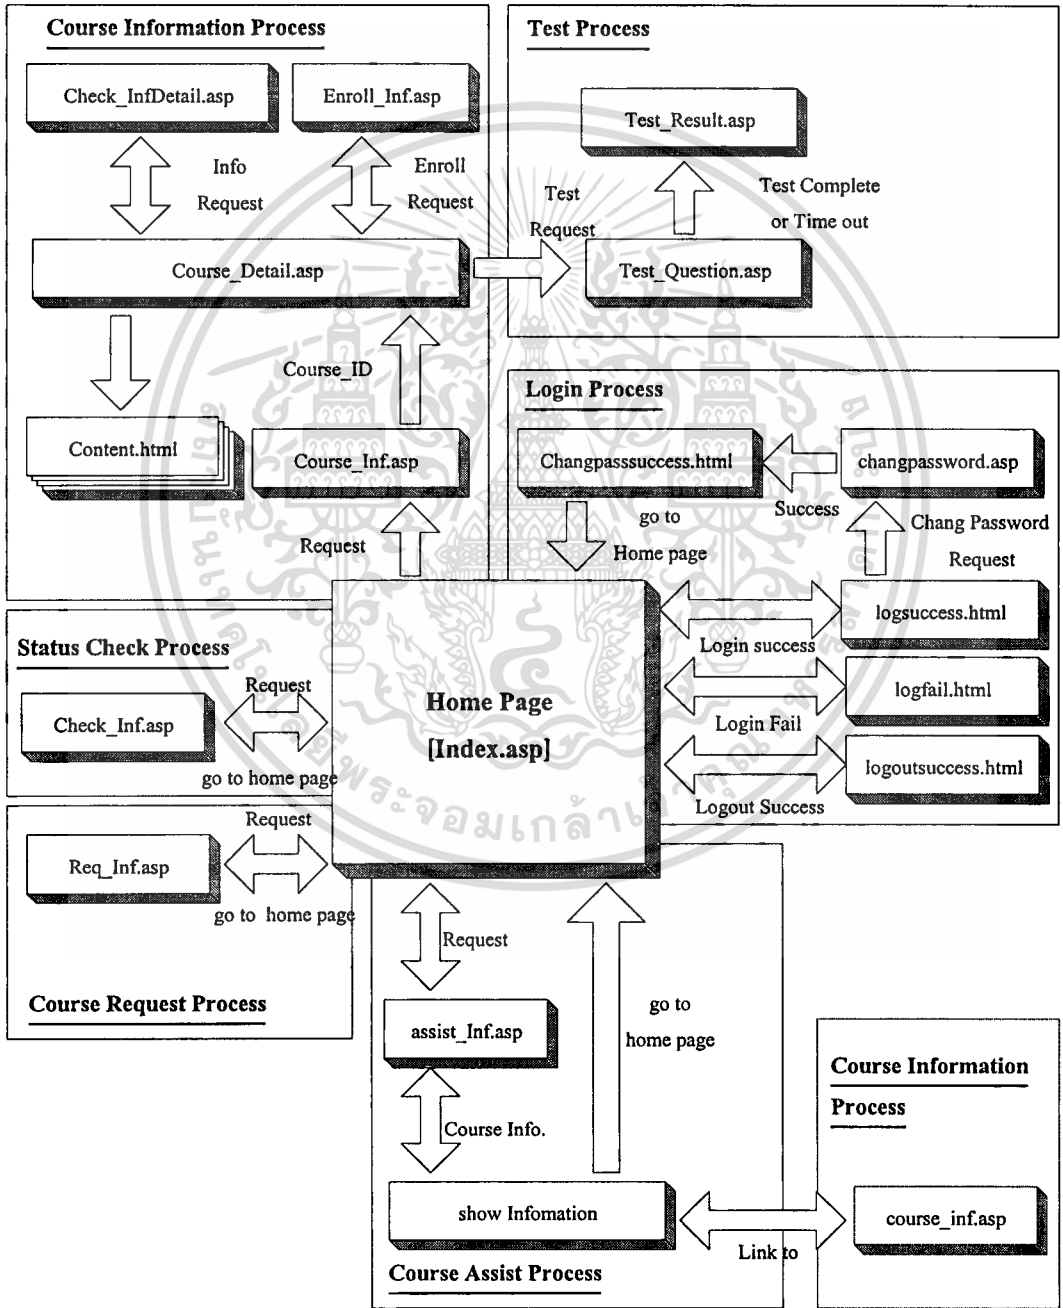 Course Information Process
Check_InfDetail.asp
Enroll_Inf.asp
Info
Request
Enroll
Request
Course_Detail.asp
Course_ID
Content.html
Course_Inf.asp
Request
Test Process
Test_Result.asp
Test Complete
or Time out
Test
Request
Test_Question.asp
Login Process
Changpasssuccess.html
changpassword.asp
Success
go to
Home page
Chang Password
Request
logsuccess.html
Login success
logfail.html
Login Fail
logoutsuccess.html
Logout Success
Status Check Process
Request
Check_Inf.asp
go to home page
Home Page
[Index.asp]
Request
Req_Inf.asp
go to home page
Course Request Process
Request
assist_Inf.asp
go to
home page
Course Info.
show Infomation
Link to
Course Assist Process
Course Information
Process
course_inf.asp